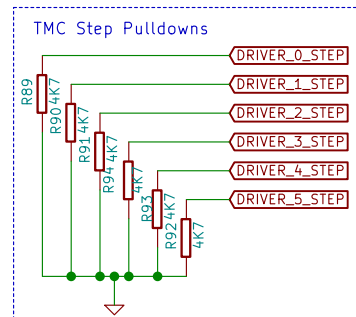 TMC Step Pulldowns
DRIVER_0_STEP
R89
4K7
DRIVER_1_STEP
R90
4K7
DRIVER_2_STEP
R91
4K7
DRIVER_3_STEP
R94
4K7
DRIVER_4_STEP
R93
4K7
DRIVER_5_STEP
R92
4K7